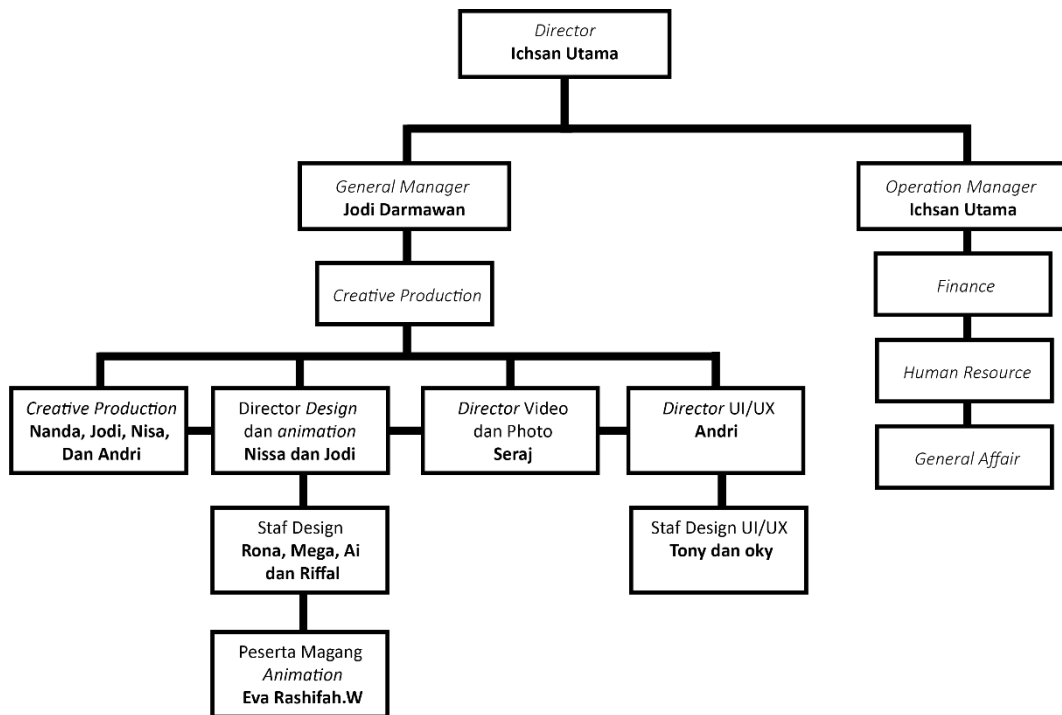 Director
Ichsan Utama
General Manager
Jodi Darmawan
Operation Manager
Ichsan Utama
Creative Production
Finance
Human Resource
General Affair
Creative Production
Nanda, Jodi, Nisa,
Dan Andri
Director Design
dan animation
Nissa dan Jodi
Director Video
dan Photo
Seraj
Director UI/UX
Andri
Staf Design
Rona, Mega, Ai
dan Riffal
Staf Design UI/UX
Tony dan oky
Peserta Magang
Animation
Eva Rashifah.W